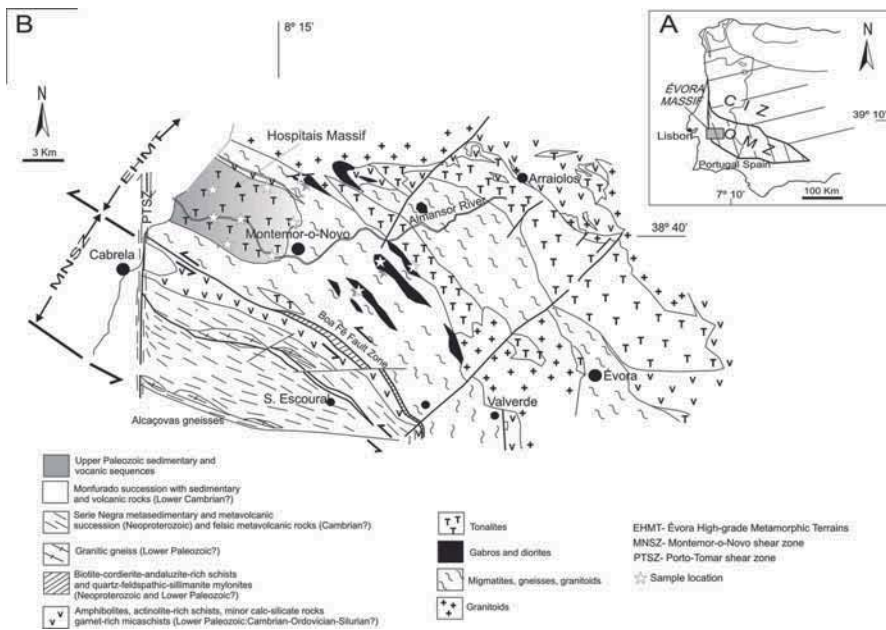 B
8º 15'
A
N
N
3 Km
ÉVORA
MASSIF
C I Z
39º 10'
Lisbon
O M Z
Portugal Spain
7º 10'
100 Km
EHMT
Hospitais Massif
Arraiolos
PTSZ
Almansor River
MNSZ
Montemor-o-Novo
38º 40'
Cabrela
Boa Fé Fault Zone
Évora
S. Escoural
Valverde
Alcaçovas gneisses
Upper Paleozoic sedimentary and
vocanic sequences
Monfurado succession with sedimentary
and volcanic rocks (Lower Cambrian?)
Serie Negra metasedimentary and metavolcanic
succession (Neoproterozoic) and felsic metavolcanic rocks (Cambrian?)
Granitic gneiss (Lower Paleozoic?)
Biotite-cordierite-andaluzite-rich schists
and quartz-feldspathic-sillimanite mylonites
(Neoproterozoic and Lower Paleozoic?)
Amphibolites, actinolite-rich schists, minor calc-silicate rocks
garnet-rich micaschists (Lower Paleozoic:Cambrian-Ordovician-Silurian?)
Tonalites
Gabros and diorites
Migmatites, gneisses, granitoids
Granitoids
EHMT- Évora High-grade Metamorphic Terrains
MNSZ- Montemor-o-Novo shear zone
PTSZ- Porto-Tomar shear zone
Sample location